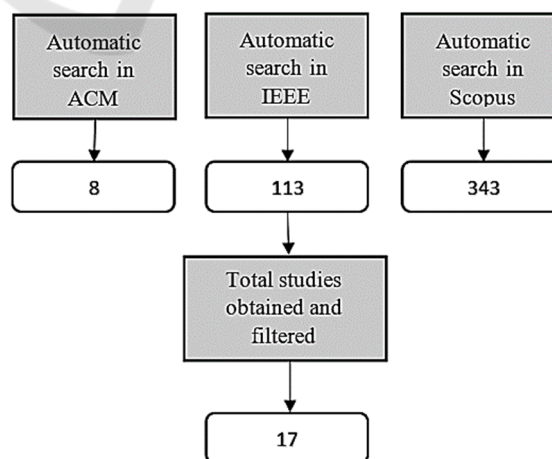 Automatic
search in
ACM
Automatic
search in
IEEE
Automatic
search in
Scopus
8
113
343
Total studies
obtained and
filtered
17